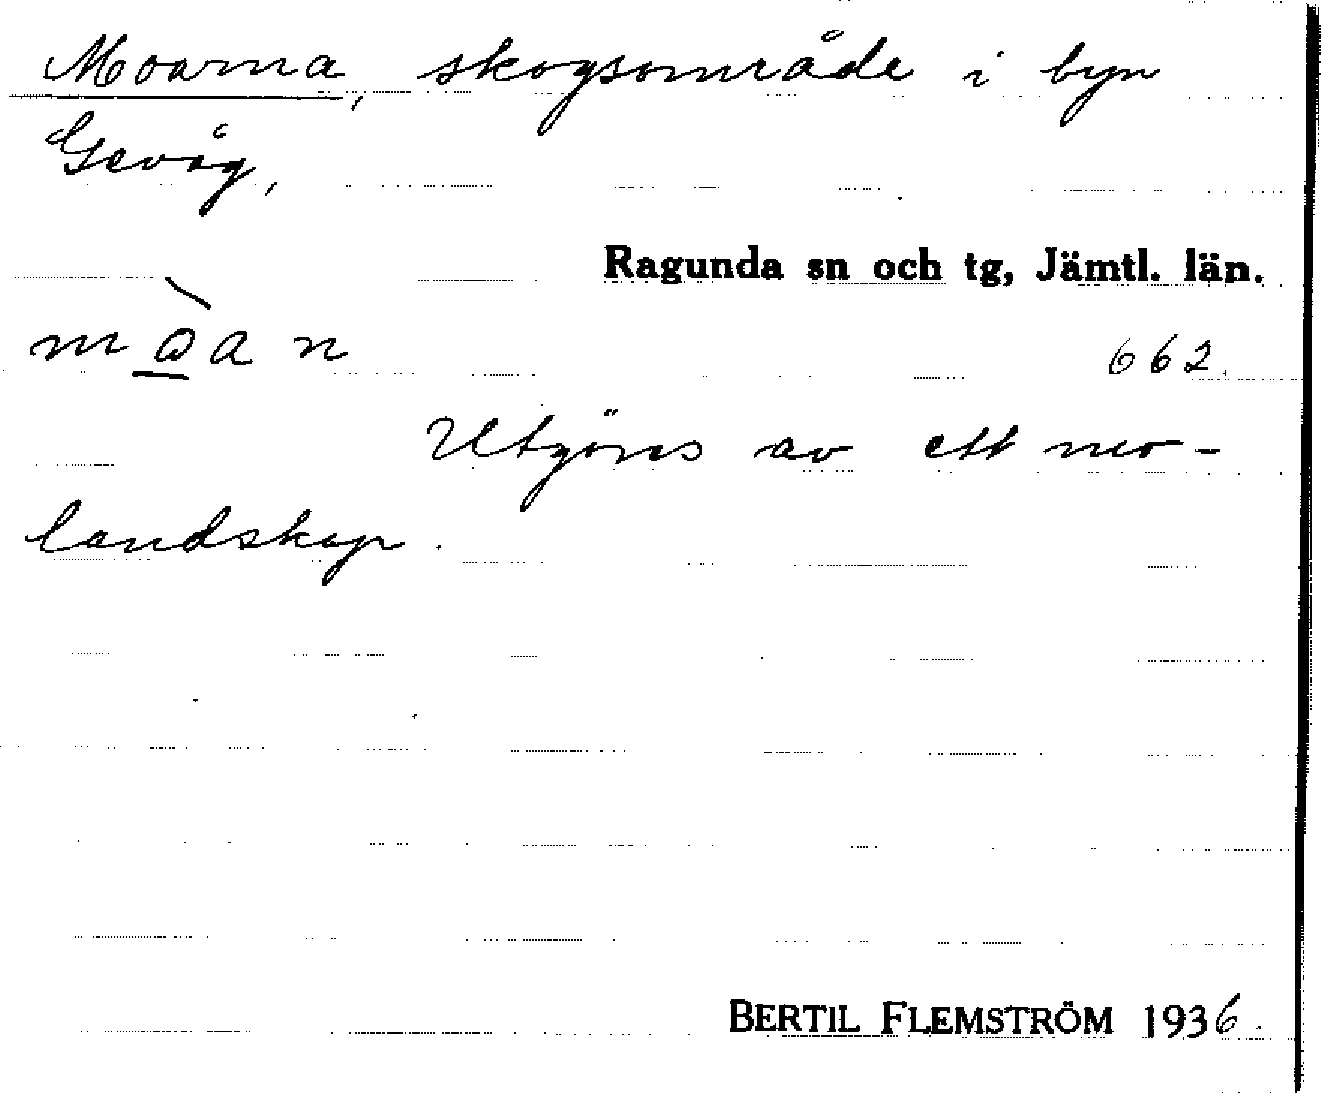 Moarna, skogsområde i byn
Gevåg,
Ragunda sn och tg, Jämtl. län.
mòan 662.
Utgöres av ett mo-
landskap.
BERTIL FLEMSTRÖM 1936.